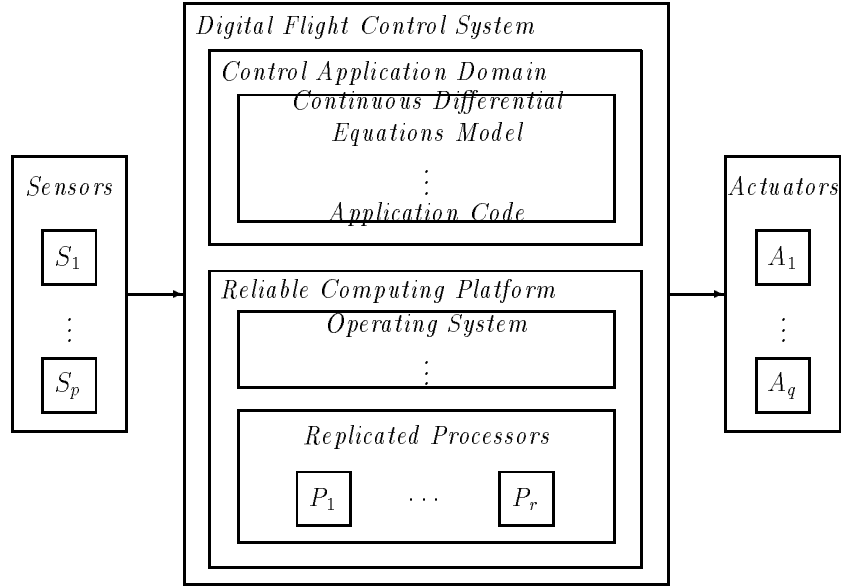 Digital Flight Control System
Control Application Domain
Continuous Differential
Equations Model
⋮
Application Code
Sensors
S₁
⋮
Sₚ
Reliable Computing Platform
Operating System
⋮
Replicated Processors
P₁ ⋯ Pᵣ
Actuators
A₁
⋮
A_q